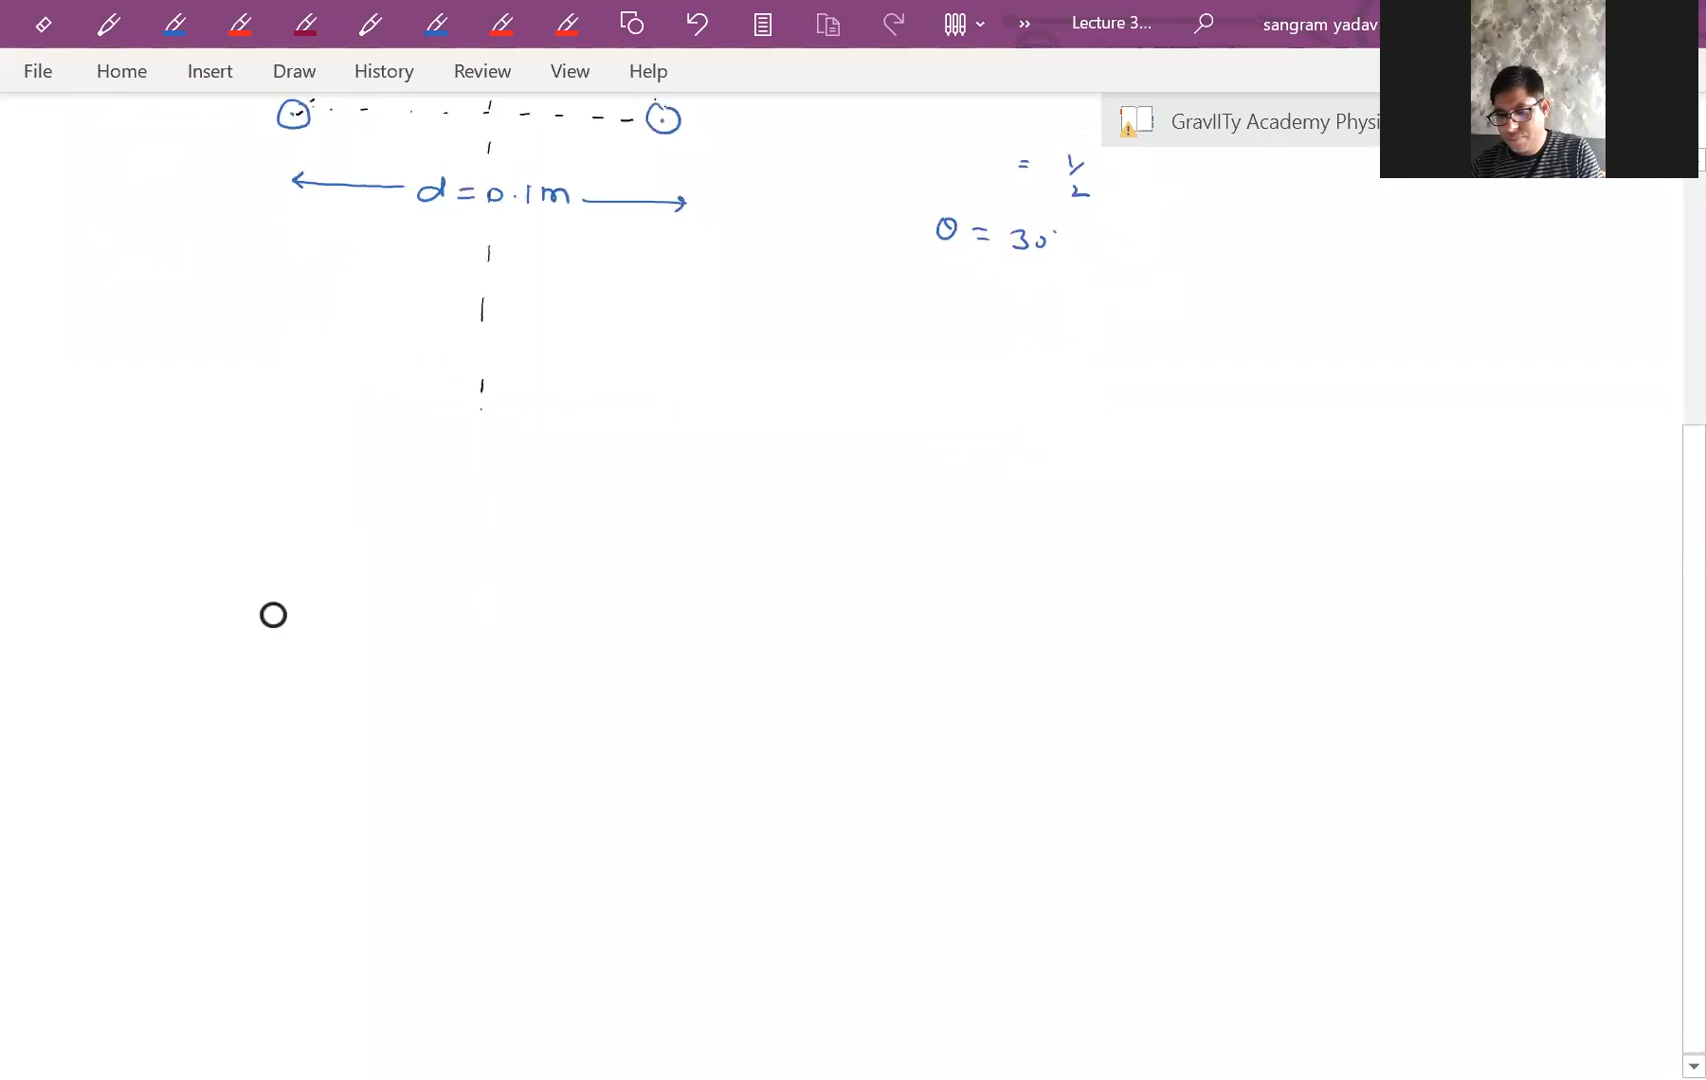 Lecture 3...
sangram yadav
File Home Insert Draw History Review View Help
GravIITy Academy Physi
= 1/2
d = 0.1m
θ = 30°